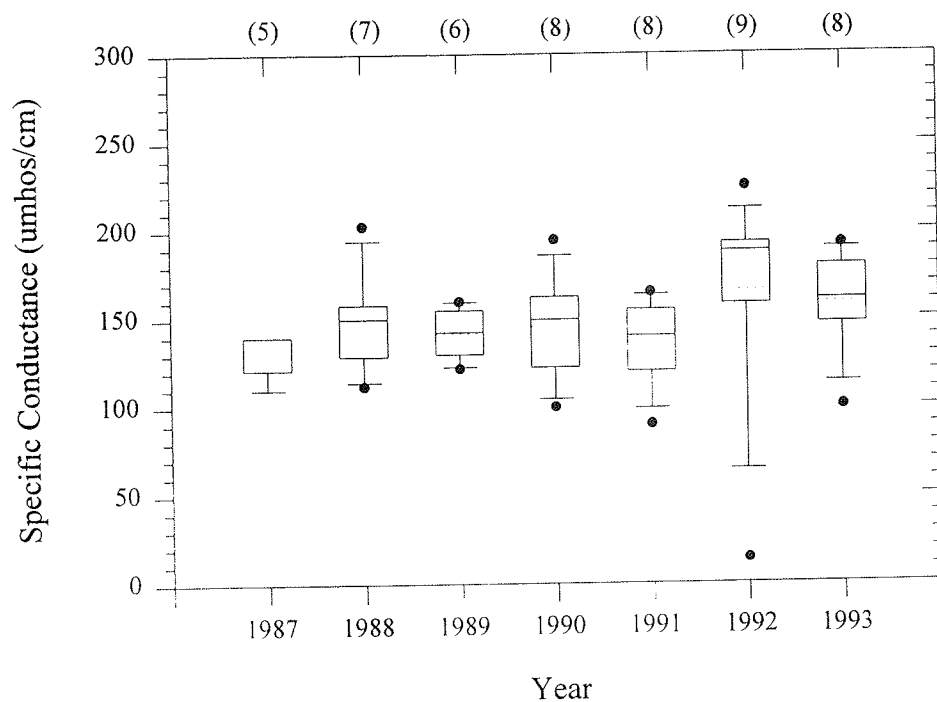 (5) (7) (6) (8) (8) (9) (8)
300
250
200
150
100
50
0
Specific Conductance (umhos/cm)
1987 1988 1989 1990 1991 1992 1993
Year